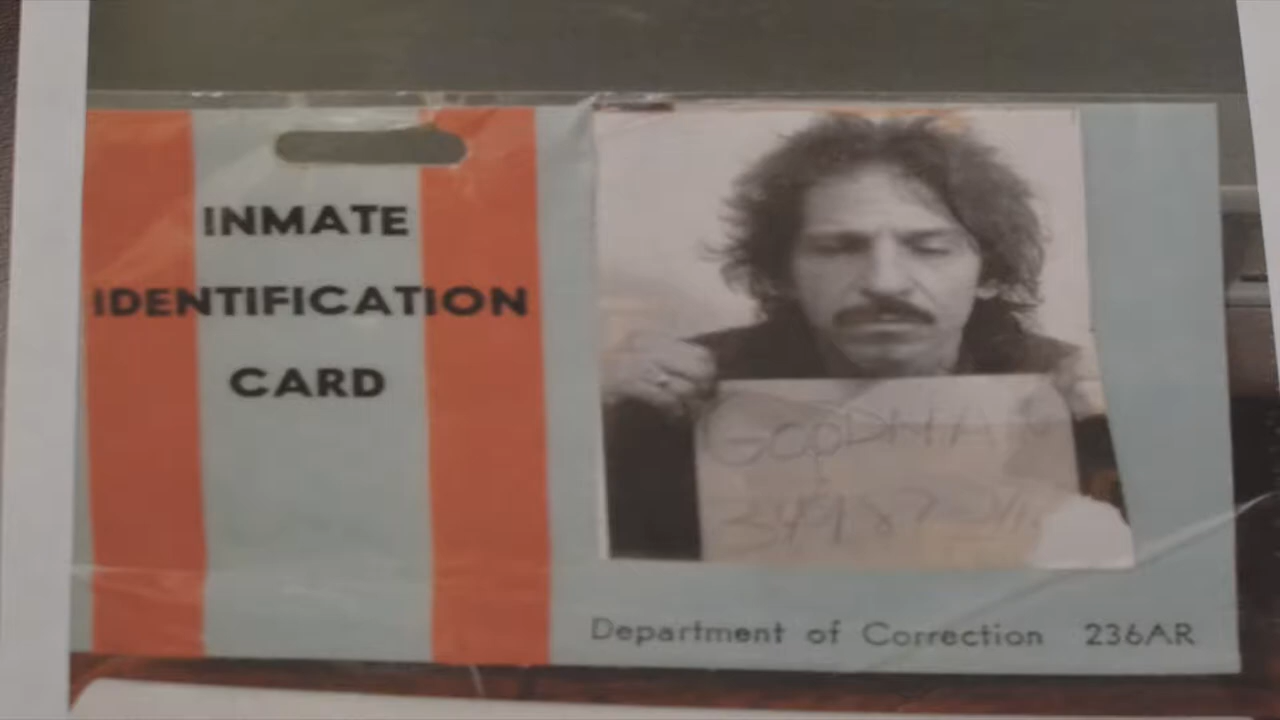 INMATE
IDENTIFICATION
CARD
Department of Correction 236AR